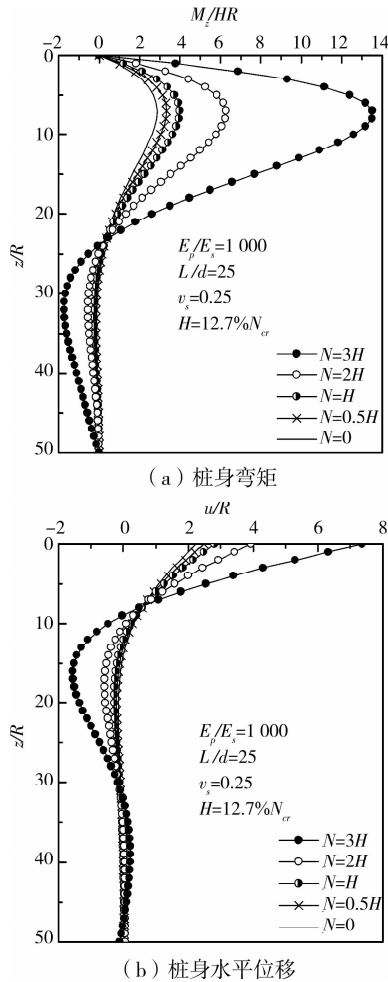 M_z/HR
−2 0 2 4 6 8 10 12 14
0
10
20
30
40
50
z/R
E_p/E_s=1 000
L/d=25
v_s=0.25
H=12.7%N_cr
N=3H
N=2H
N=H
N=0.5H
N=0
（a）桩身弯矩
u/R
−2 0 2 4 6 8
0
10
20
30
40
50
z/R
E_p/E_s=1 000
L/d=25
v_s=0.25
H=12.7%N_cr
N=3H
N=2H
N=H
N=0.5H
N=0
（b）桩身水平位移